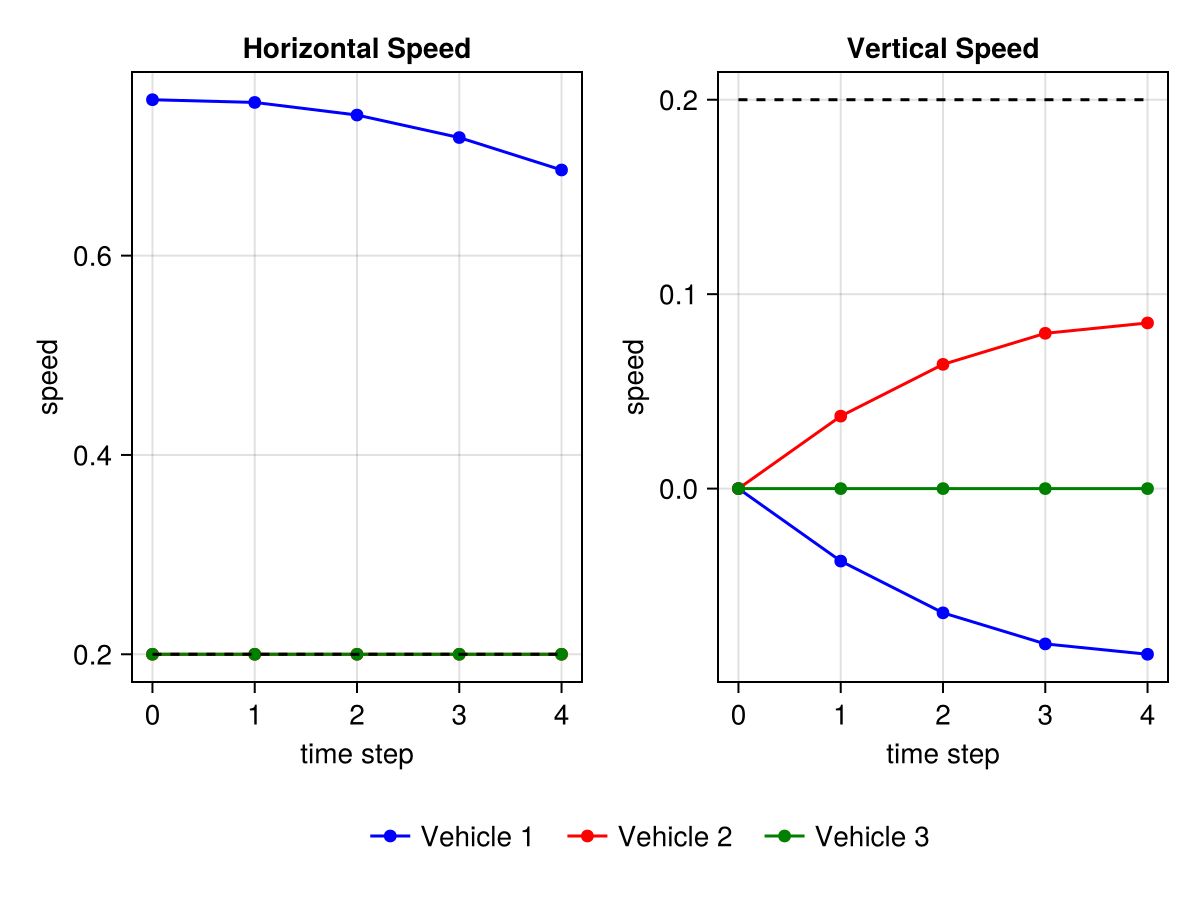 Horizontal Speed
Vertical Speed
speed
0.6
0.4
0.2
0 1 2 3 4
time step
speed
0.2
0.1
0.0
0 1 2 3 4
time step
Vehicle 1 Vehicle 2 Vehicle 3